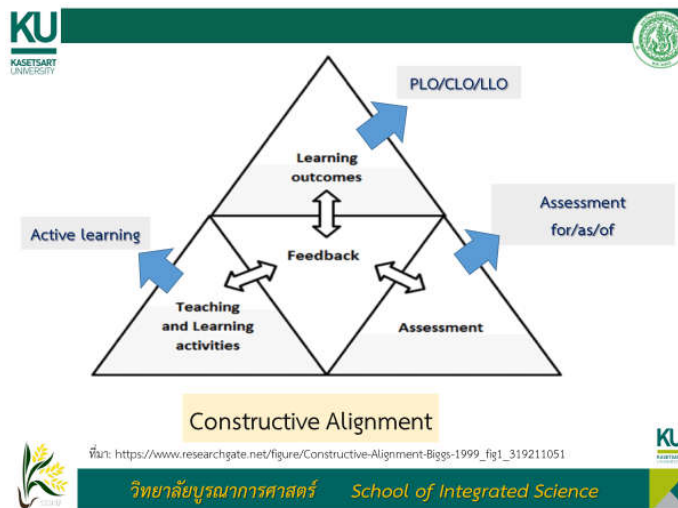 KU
KASETSART
UNIVERSITY
PLO/CLO/LLO
Learning
outcomes
Assessment
for/as/of
Active learning
Feedback
Teaching
and Learning
activities
Assessment
Constructive Alignment
ที่มา: https://www.researchgate.net/figure/Constructive-Alignment-Biggs-1999_fig1_319211051
KU
KASETSART
วิทยาลัยบูรณาการศาสตร์ School of Integrated Science